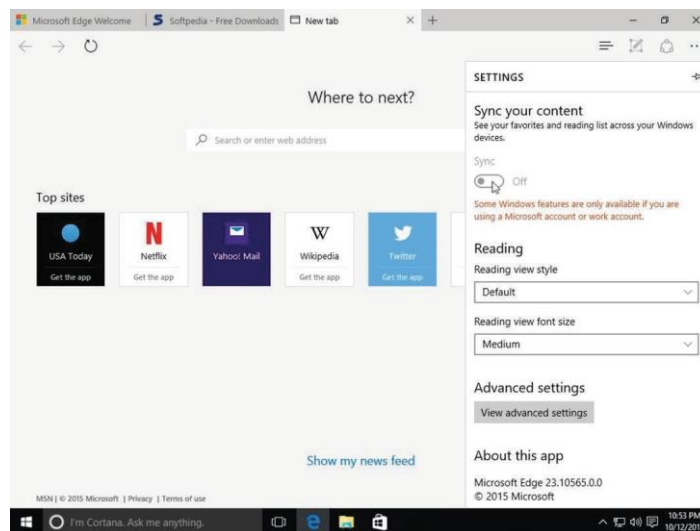 Microsoft Edge Welcome
Softpedia - Free Downloads
New tab
SETTINGS
Where to next?
Search or enter web address
Top sites
USA Today
Get the app
N
Netflix
Get the app
Yahoo! Mail
W
Wikipedia
Get the app
Twitter
Get the app
Show my news feed
MSN | © 2015 Microsoft | Privacy | Terms of use
Sync your content
See your favorites and reading list across your Windows
devices.
Sync
Off
Some Windows features are only available if you are
using a Microsoft account or work account.
Reading
Reading view style
Default
Reading view font size
Medium
Advanced settings
View advanced settings
About this app
Microsoft Edge 23.10565.0.0
© 2015 Microsoft
I'm Cortana. Ask me anything.
10:53 PM